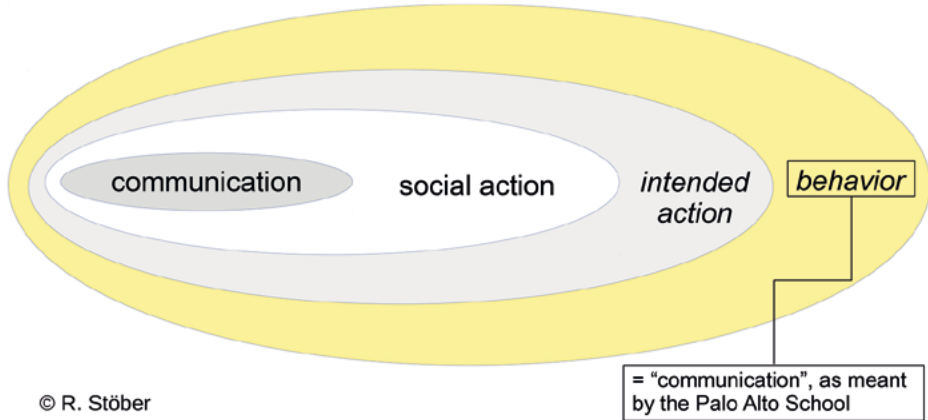 communication
social action
intended
action
behavior
= “communication”, as meant
by the Palo Alto School
© R. Stöber